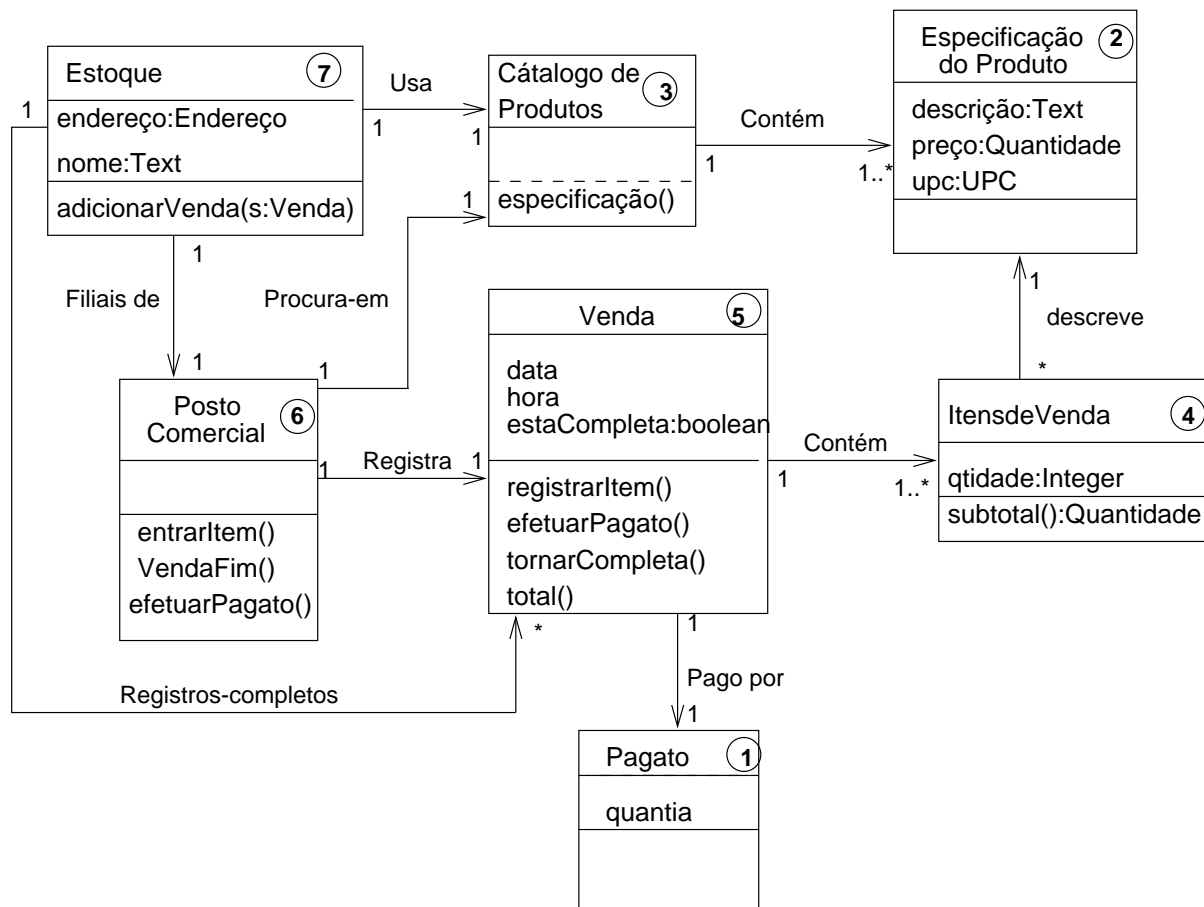 Estoque
7
endereço:Endereço
nome:Text
adicionarVenda(s:Venda)
1
Usa
1
1
Cátalogo de
Produtos
3
especificação()
Contém
1
1..*
Especificação
do Produto
2
descrição:Text
preço:Quantidade
upc:UPC
1
Filiais de
1
Procura-em
1
1
Posto
Comercial
6
entrarItem()
VendaFim()
efetuarPagato()
1
Registra
1
Venda
5
data
hora
estaCompleta:boolean
registrarItem()
efetuarPagato()
tornarCompleta()
total()
Contém
1
1..*
1
descreve
*
ItensdeVenda
4
qtidade:Integer
subtotal():Quantidade
*
Registros-completos
1
Pago por
1
Pagato
1
quantia